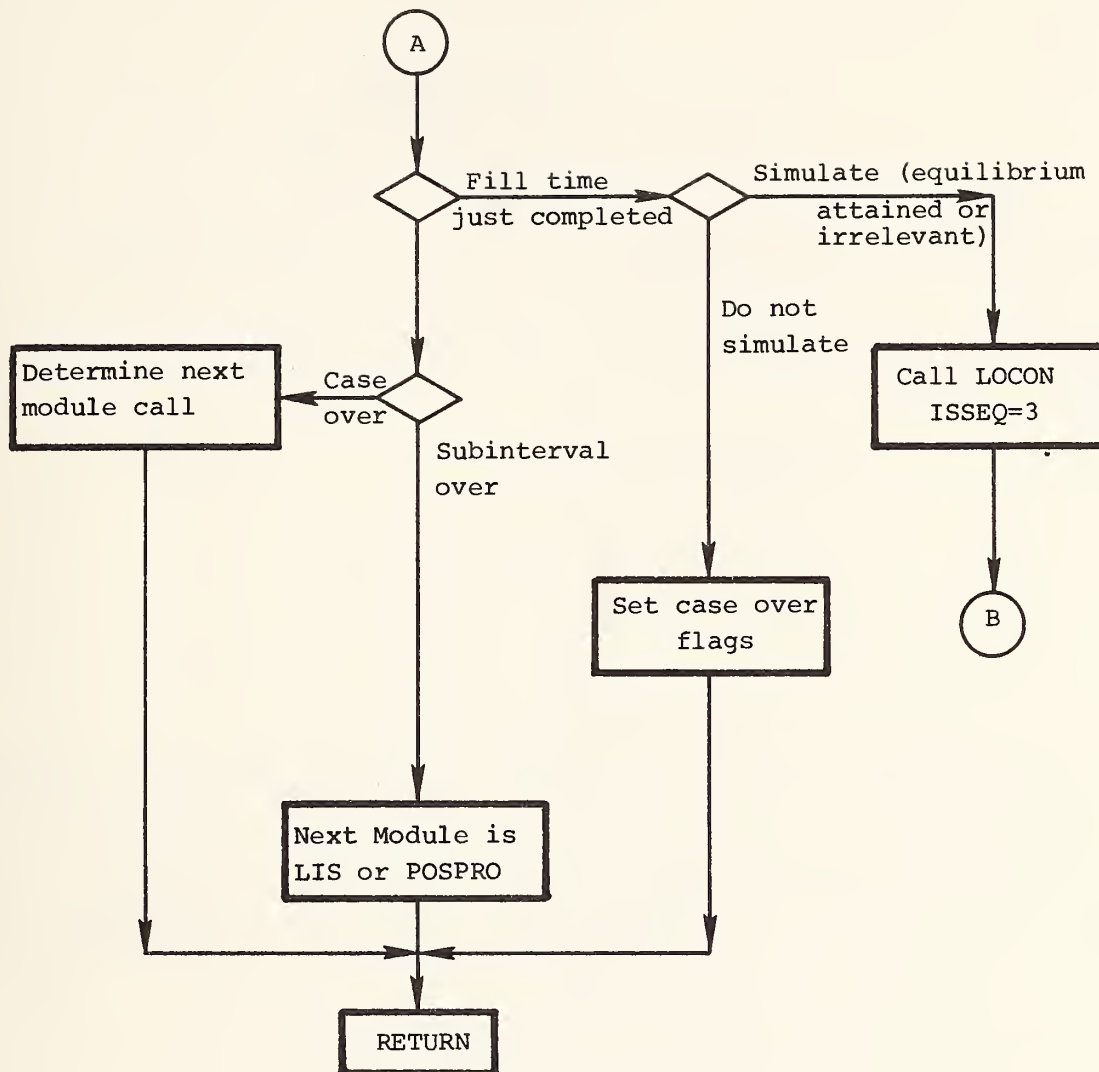 A
Fill time
just completed
Simulate (equilibrium
attained or
irrelevant)
Do not
simulate
Determine next
module call
Case
over
Call LOCON
ISSEQ=3
Subinterval
over
Set case over
flags
B
Next Module is
LIS or POSPRO
RETURN